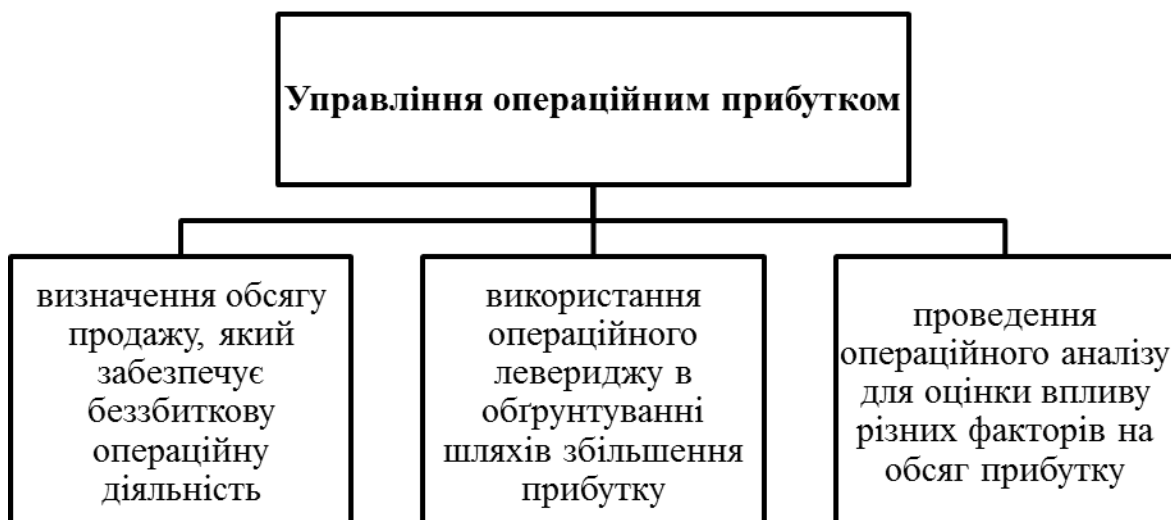 Управління операційним прибутком
визначення обсягу
продажу, який
забезпечує
беззбиткову
операційну
діяльність
використання
операційного
левериджу в
обґрунтуванні
шляхів збільшення
прибутку
проведення
операційного аналізу
для оцінки впливу
різних факторів на
обсяг прибутку